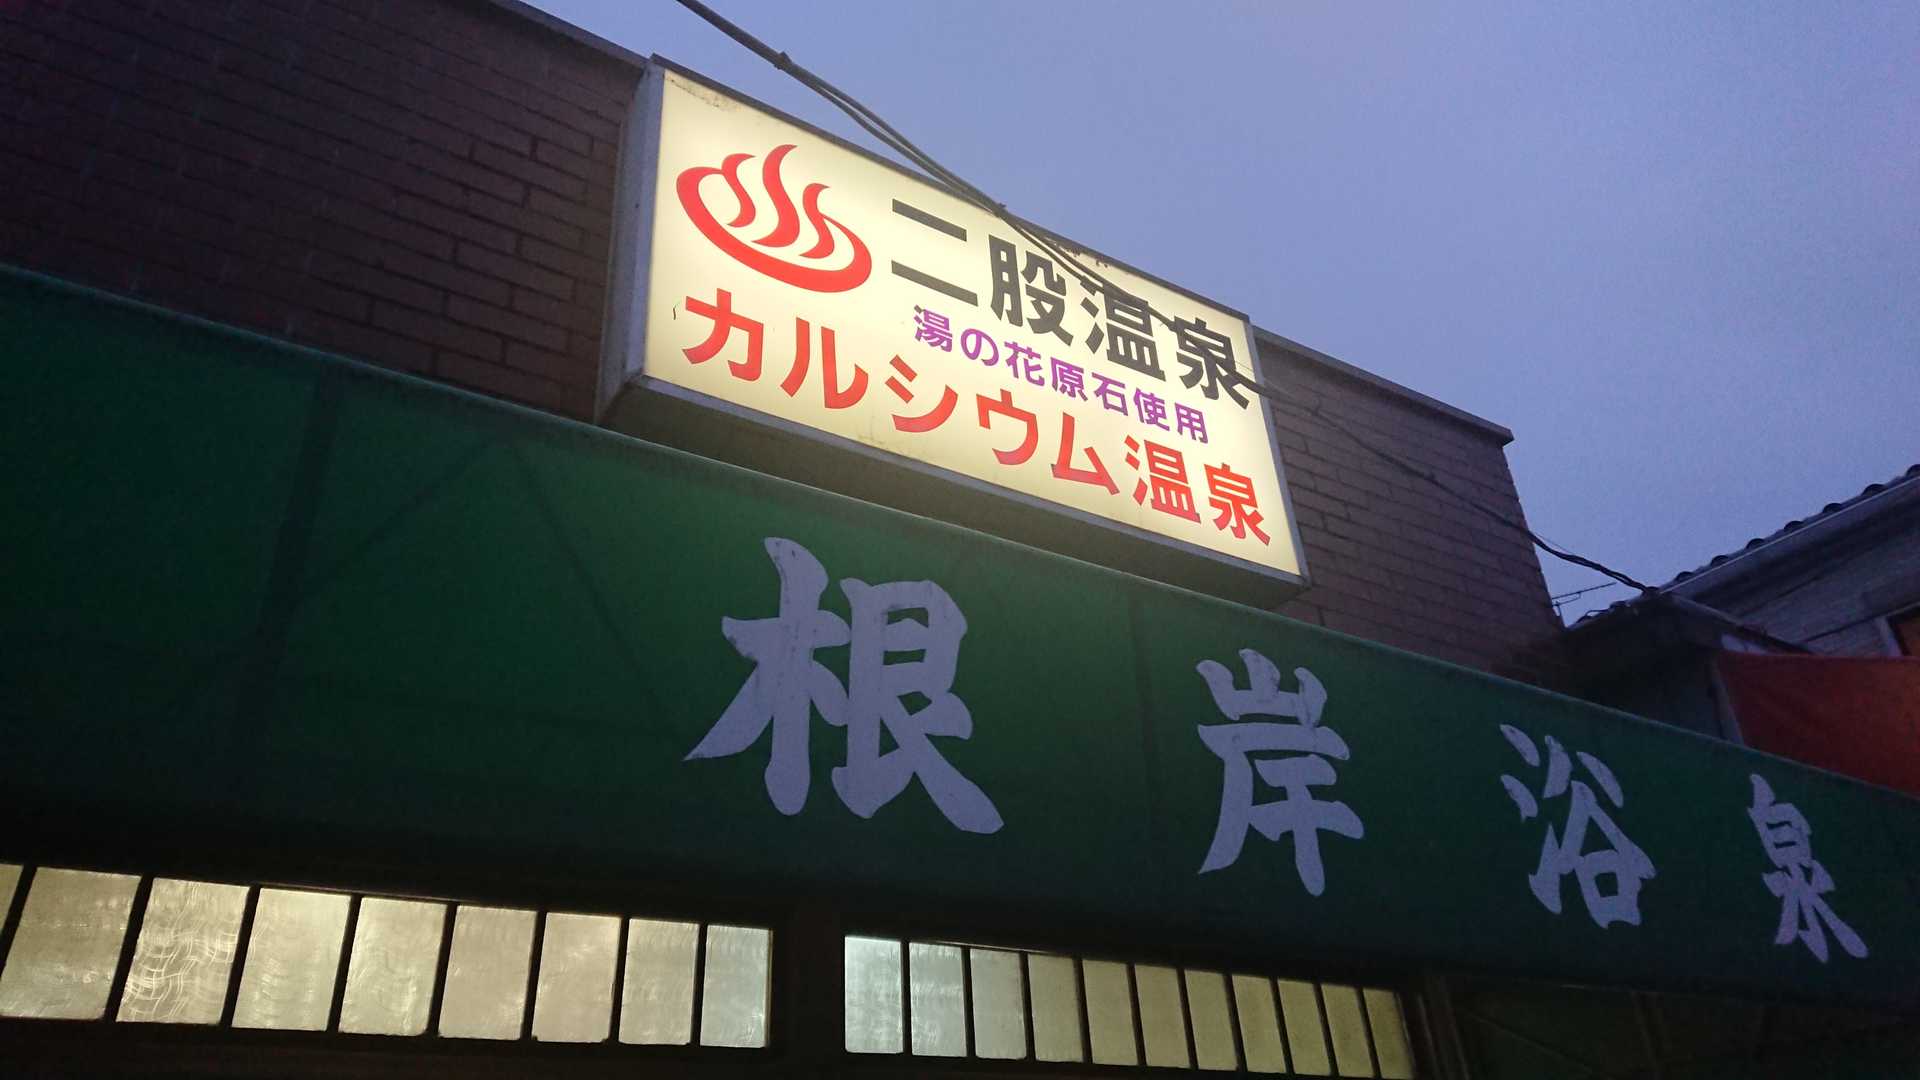 二股温泉
湯の花原石使用
カルシウム温泉
根岸浴泉